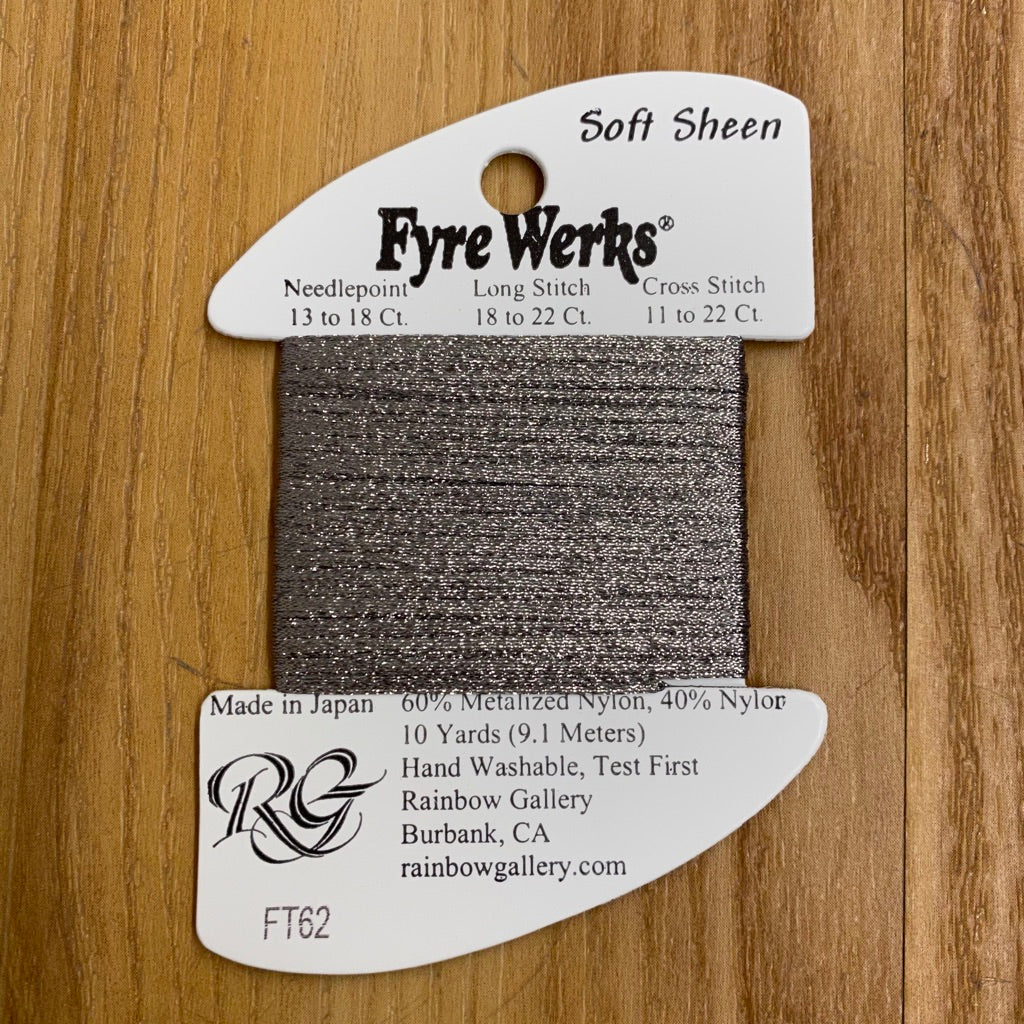 Soft Sheen
Fyre Werks®
Needlepoint Long Stitch Cross Stitch
13 to 18 Ct. 18 to 22 Ct. 11 to 22 Ct.
Made in Japan 60% Metalized Nylon, 40% Nylon
10 Yards (9.1 Meters)
Hand Washable, Test First
Rainbow Gallery
Burbank, CA
rainbowgallery.com
RG
FT62